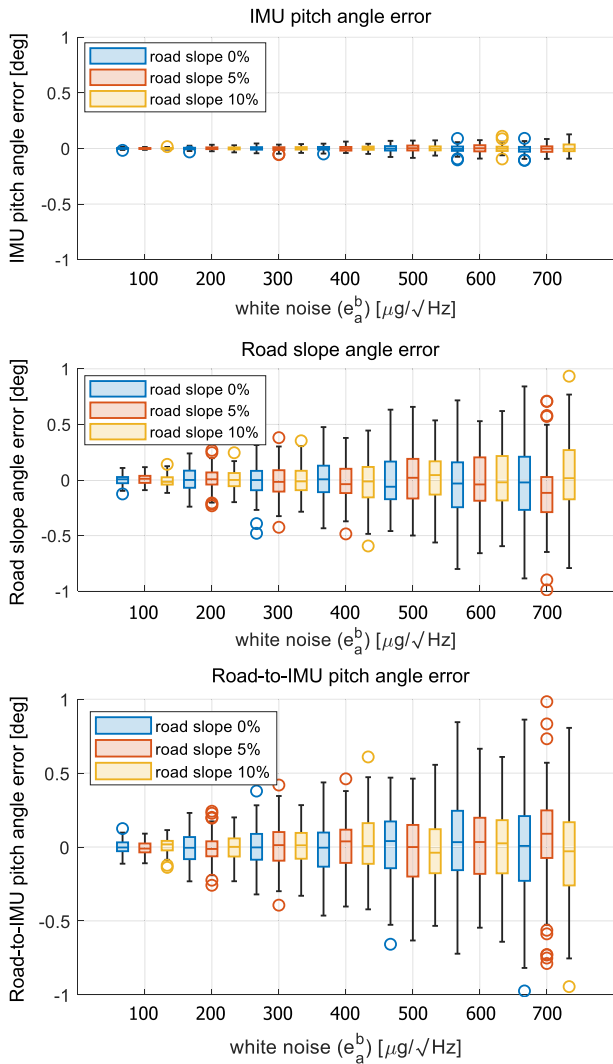 IMU pitch angle error
IMU pitch angle error [deg]
1
0.5
0
-0.5
-1
road slope 0%
road slope 5%
road slope 10%
100 200 300 400 500 600 700
white noise (e_a^b) [μg/√Hz]
Road slope angle error
Road slope angle error [deg]
1
0.5
0
-0.5
-1
road slope 0%
road slope 5%
road slope 10%
100 200 300 400 500 600 700
white noise (e_a^b) [μg/√Hz]
Road-to-IMU pitch angle error
Road-to-IMU pitch angle error [deg]
1
0.5
0
-0.5
-1
road slope 0%
road slope 5%
road slope 10%
100 200 300 400 500 600 700
white noise (e_a^b) [μg/√Hz]